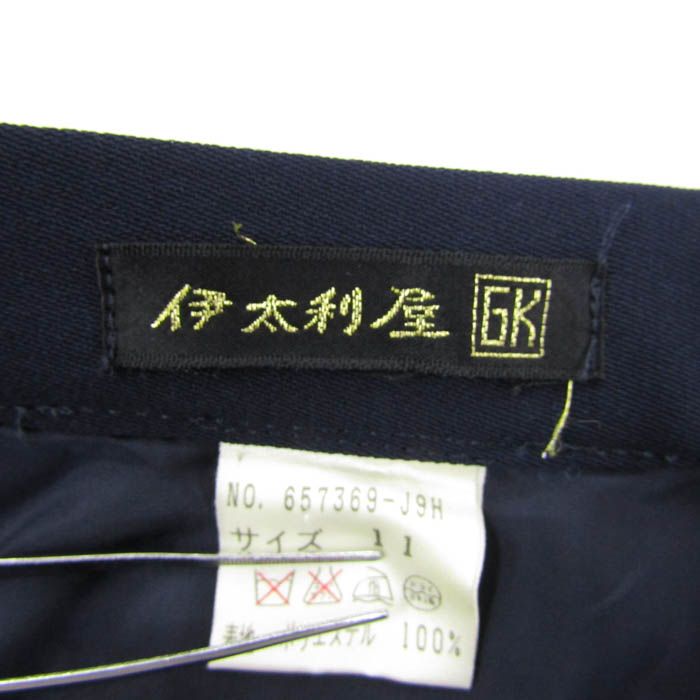 伊太利屋 GK
NO. 657369-J9H
サイズ 11
表地 ポリエステル 100%